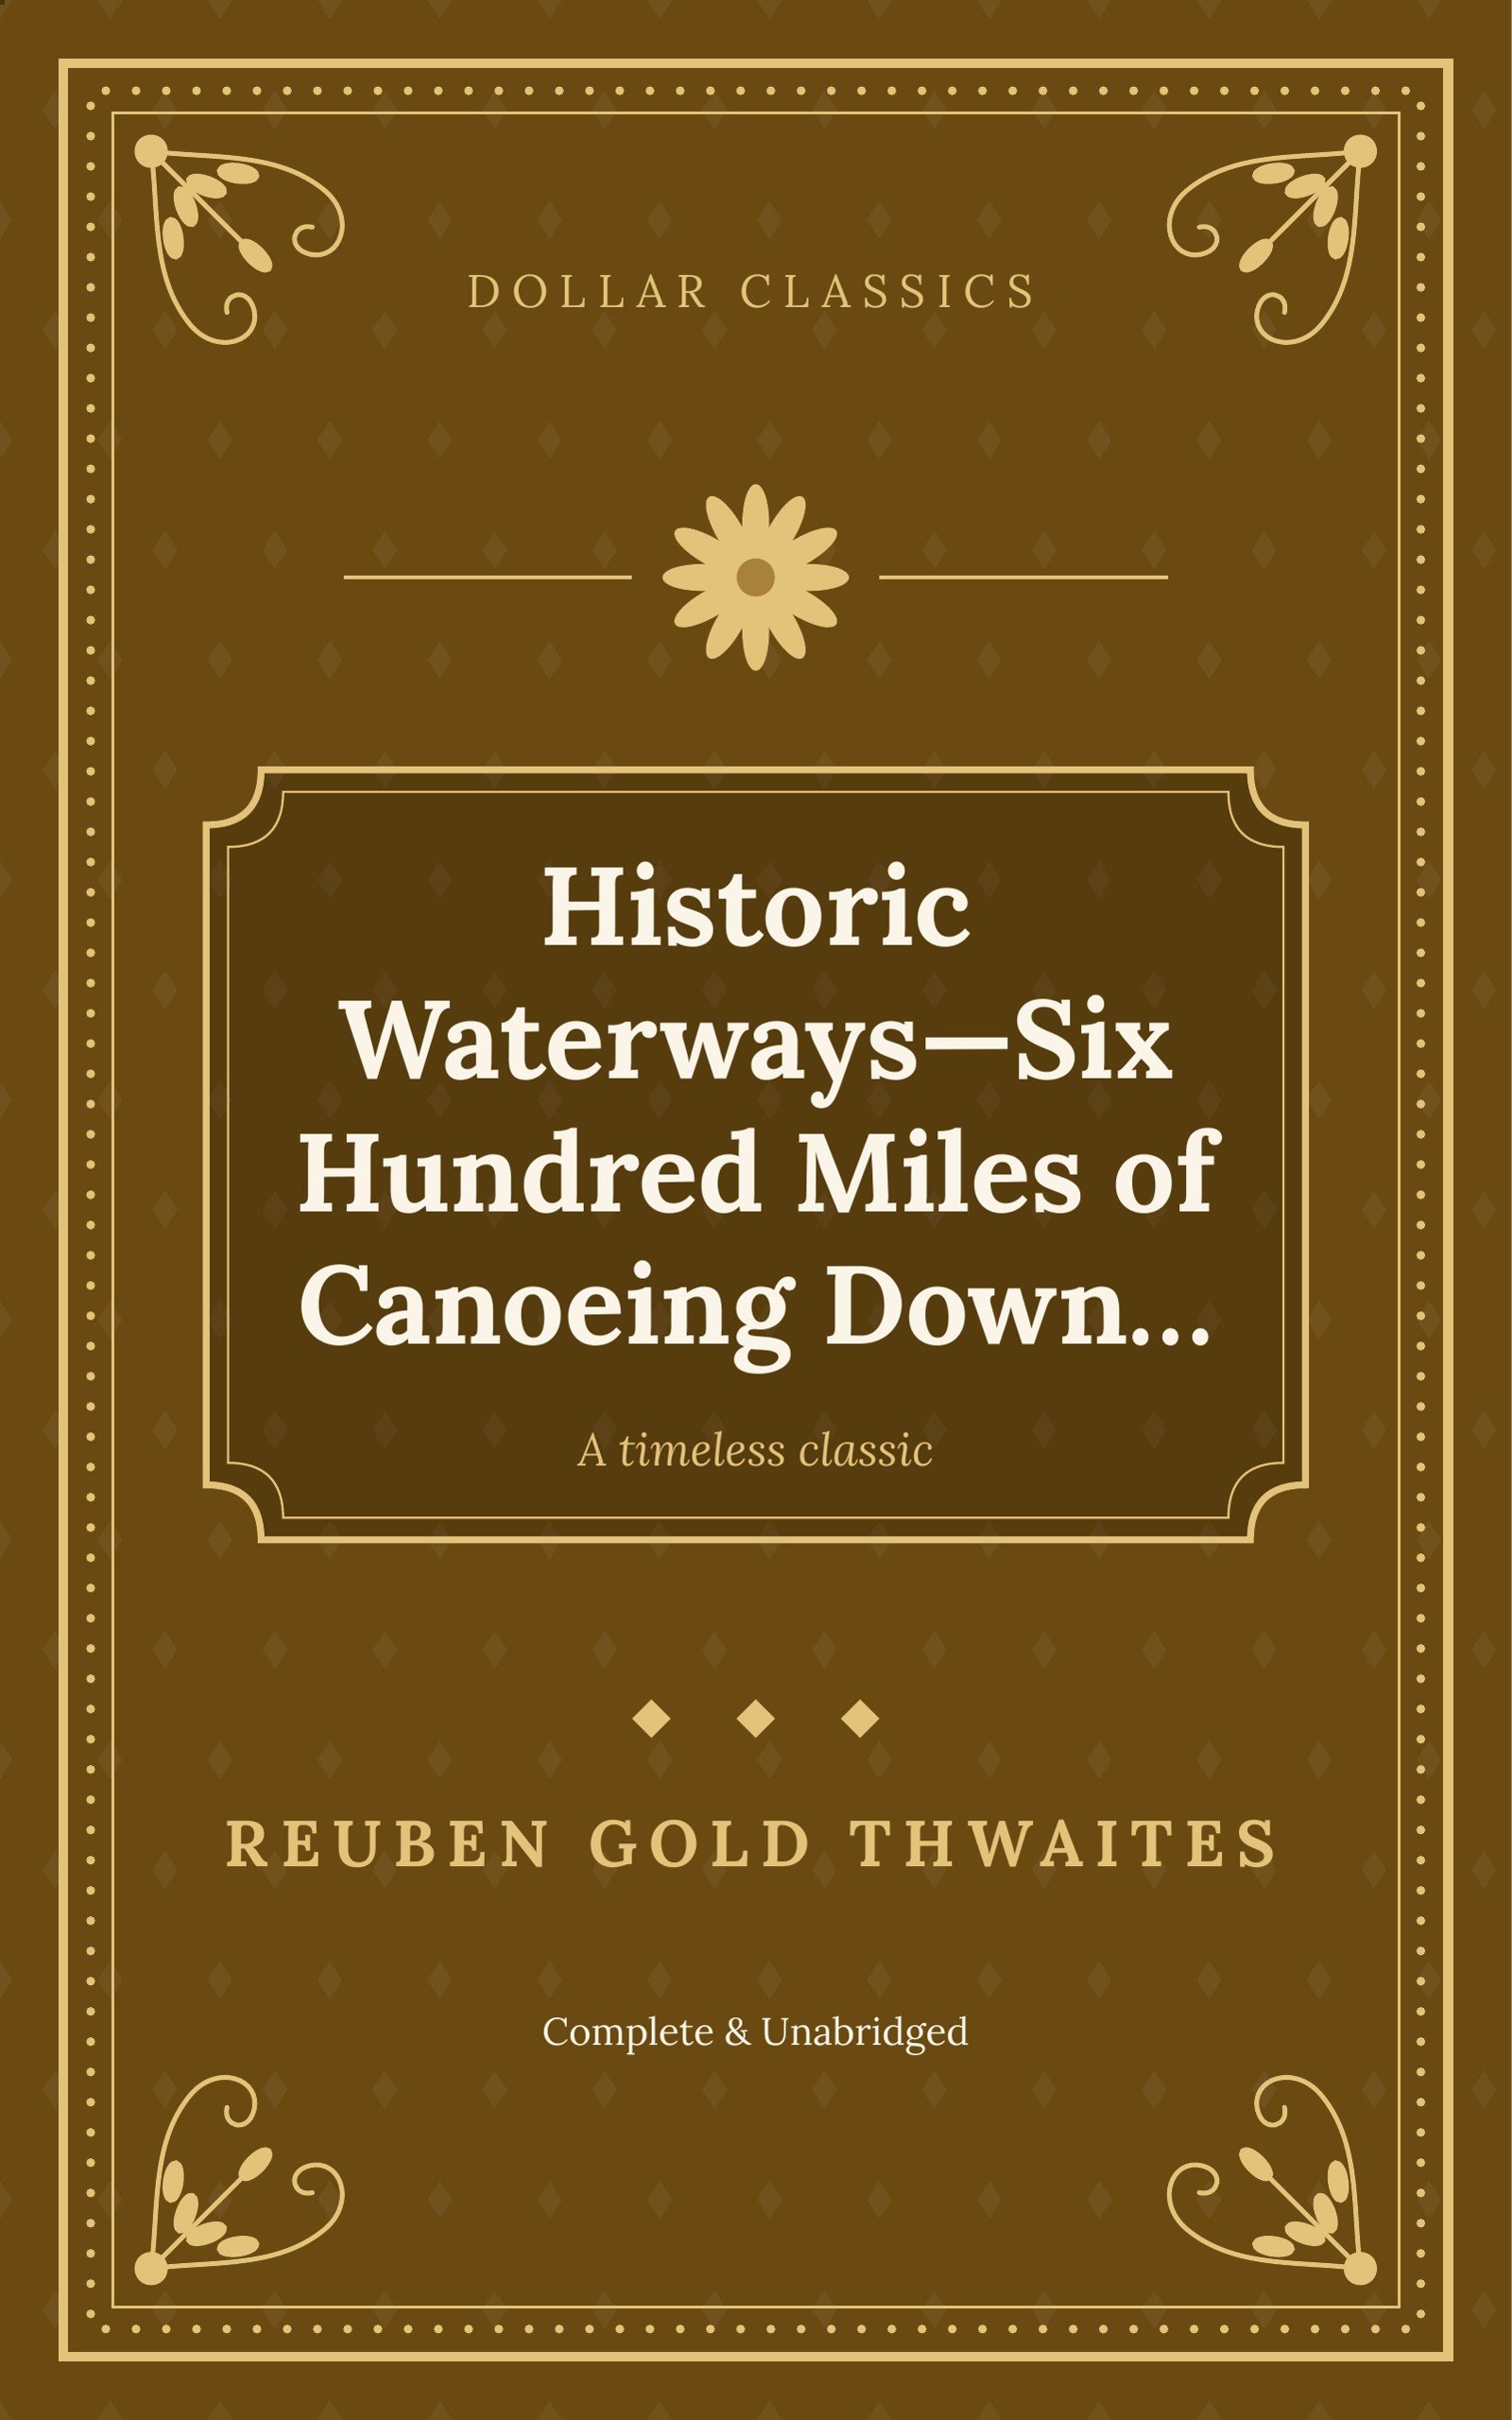 DOLLAR CLASSICS
Historic
Waterways—Six
Hundred Miles of
Canoeing Down...
A timeless classic
REUBEN GOLD THWAITES
Complete & Unabridged